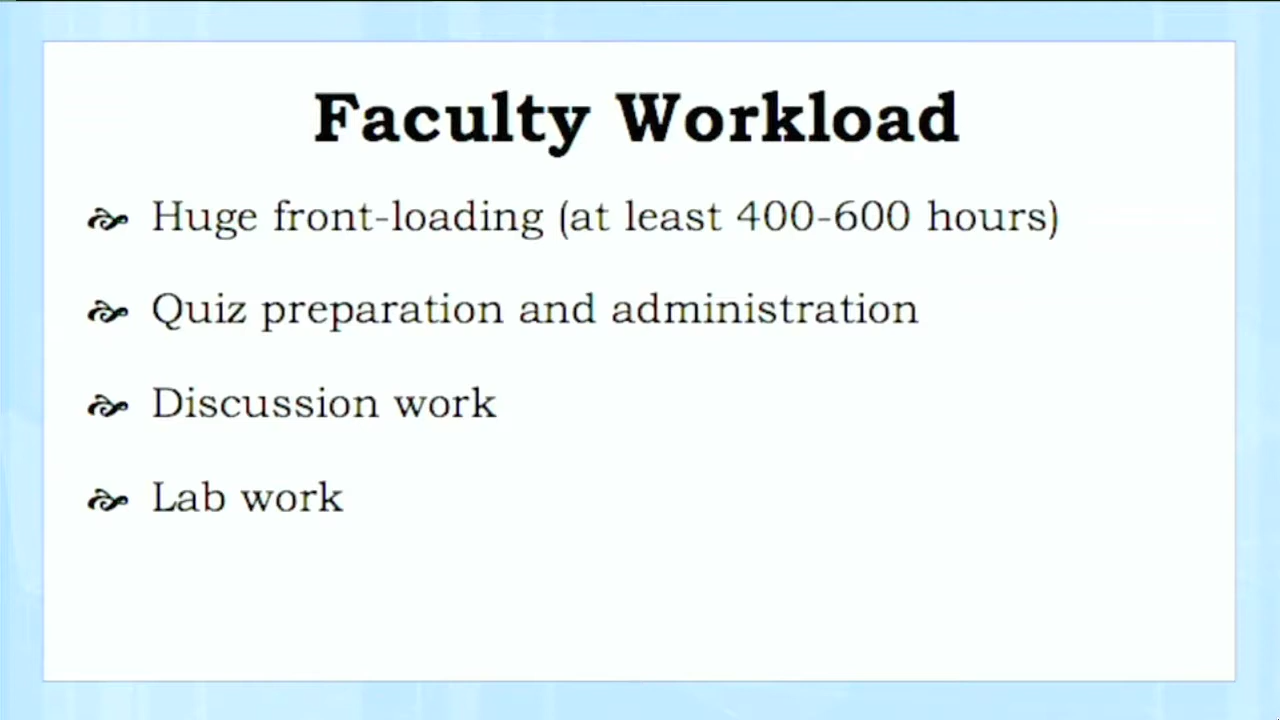 Faculty Workload
Huge front-loading (at least 400-600 hours)
Quiz preparation and administration
Discussion work
Lab work